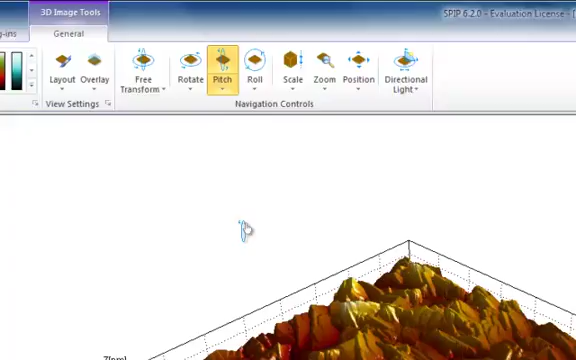 3D Image Tools
SPIP 6.2.0 - Evaluation License - [
g-ins
General
Layout
Overlay
Free
Transform
Rotate
Pitch
Roll
Scale
Zoom
Position
Directional
Light
View Settings
Navigation Controls
Z[nm]